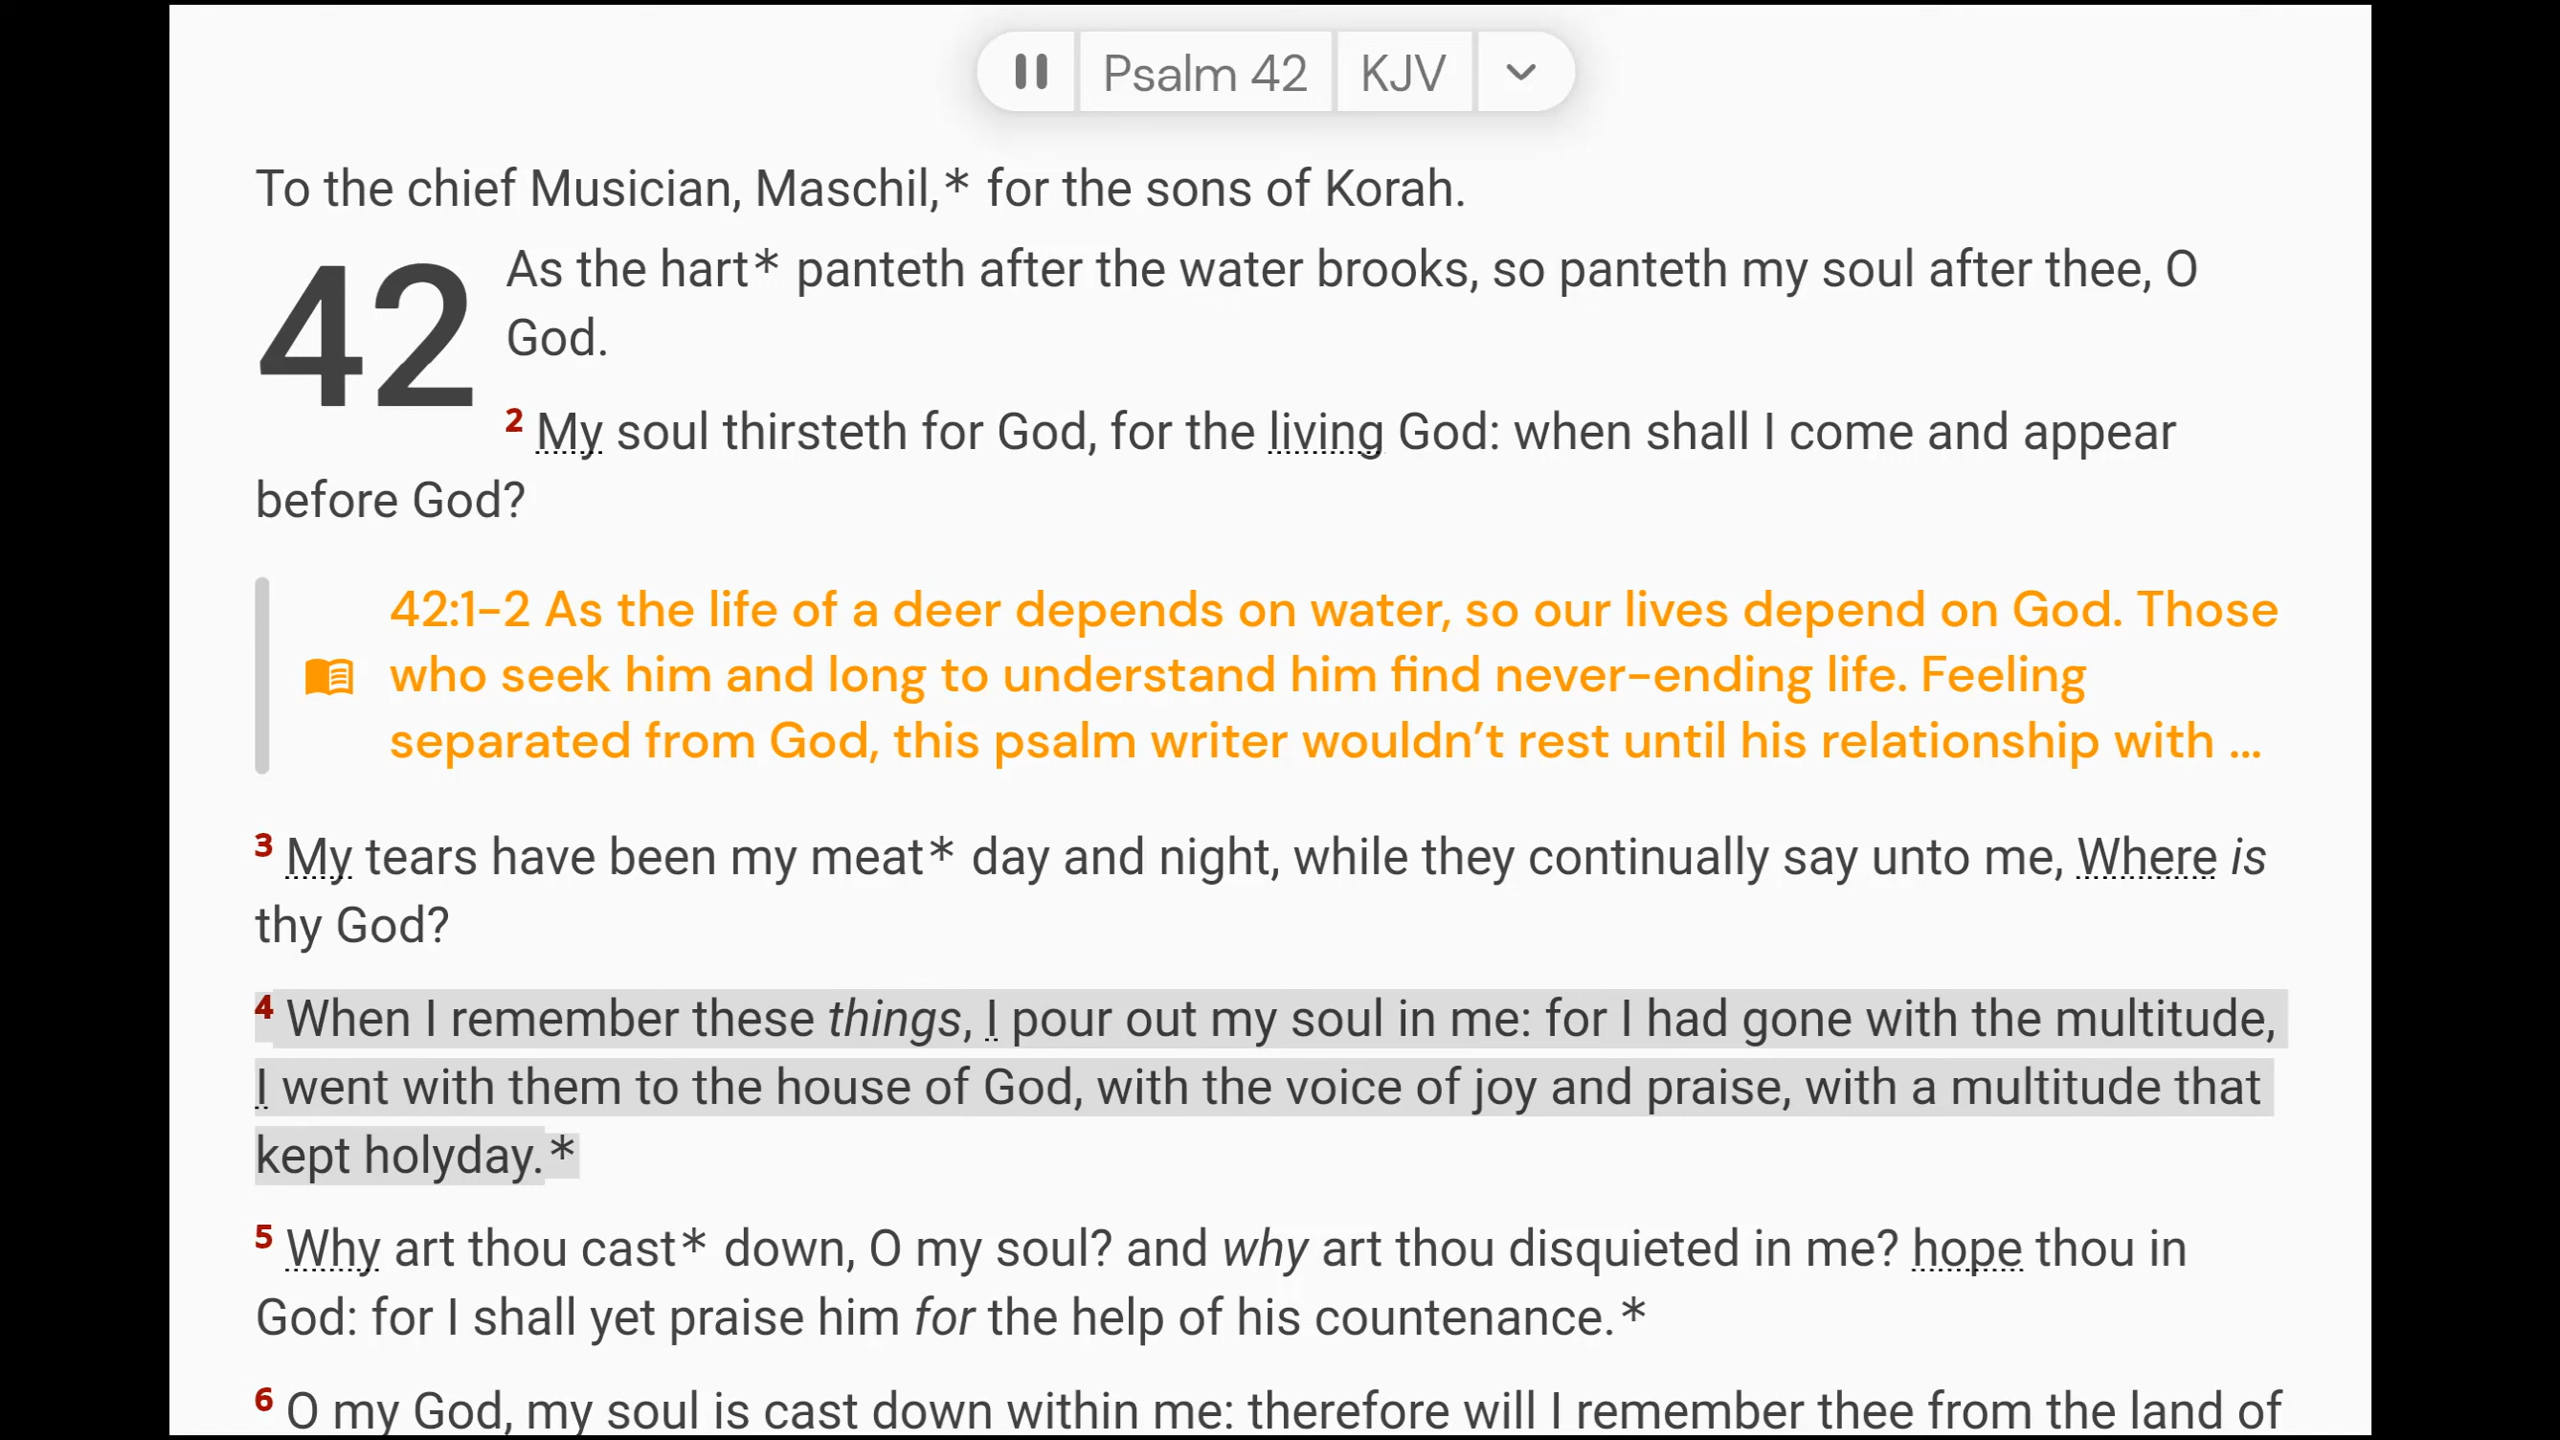 Psalm 42 KJV
To the chief Musician, Maschil,* for the sons of Korah.
42 As the hart* panteth after the water brooks, so panteth my soul after thee, O
God.
2 My soul thirsteth for God, for the living God: when shall I come and appear
before God?
42:1–2 As the life of a deer depends on water, so our lives depend on God. Those
who seek him and long to understand him find never-ending life. Feeling
separated from God, this psalm writer wouldn’t rest until his relationship with ...
3 My tears have been my meat* day and night, while they continually say unto me, Where is
thy God?
4 When I remember these things, I pour out my soul in me: for I had gone with the multitude,
I went with them to the house of God, with the voice of joy and praise, with a multitude that
kept holyday.*
5 Why art thou cast* down, O my soul? and why art thou disquieted in me? hope thou in
God: for I shall yet praise him for the help of his countenance.*
6 O my God, my soul is cast down within me: therefore will I remember thee from the land of